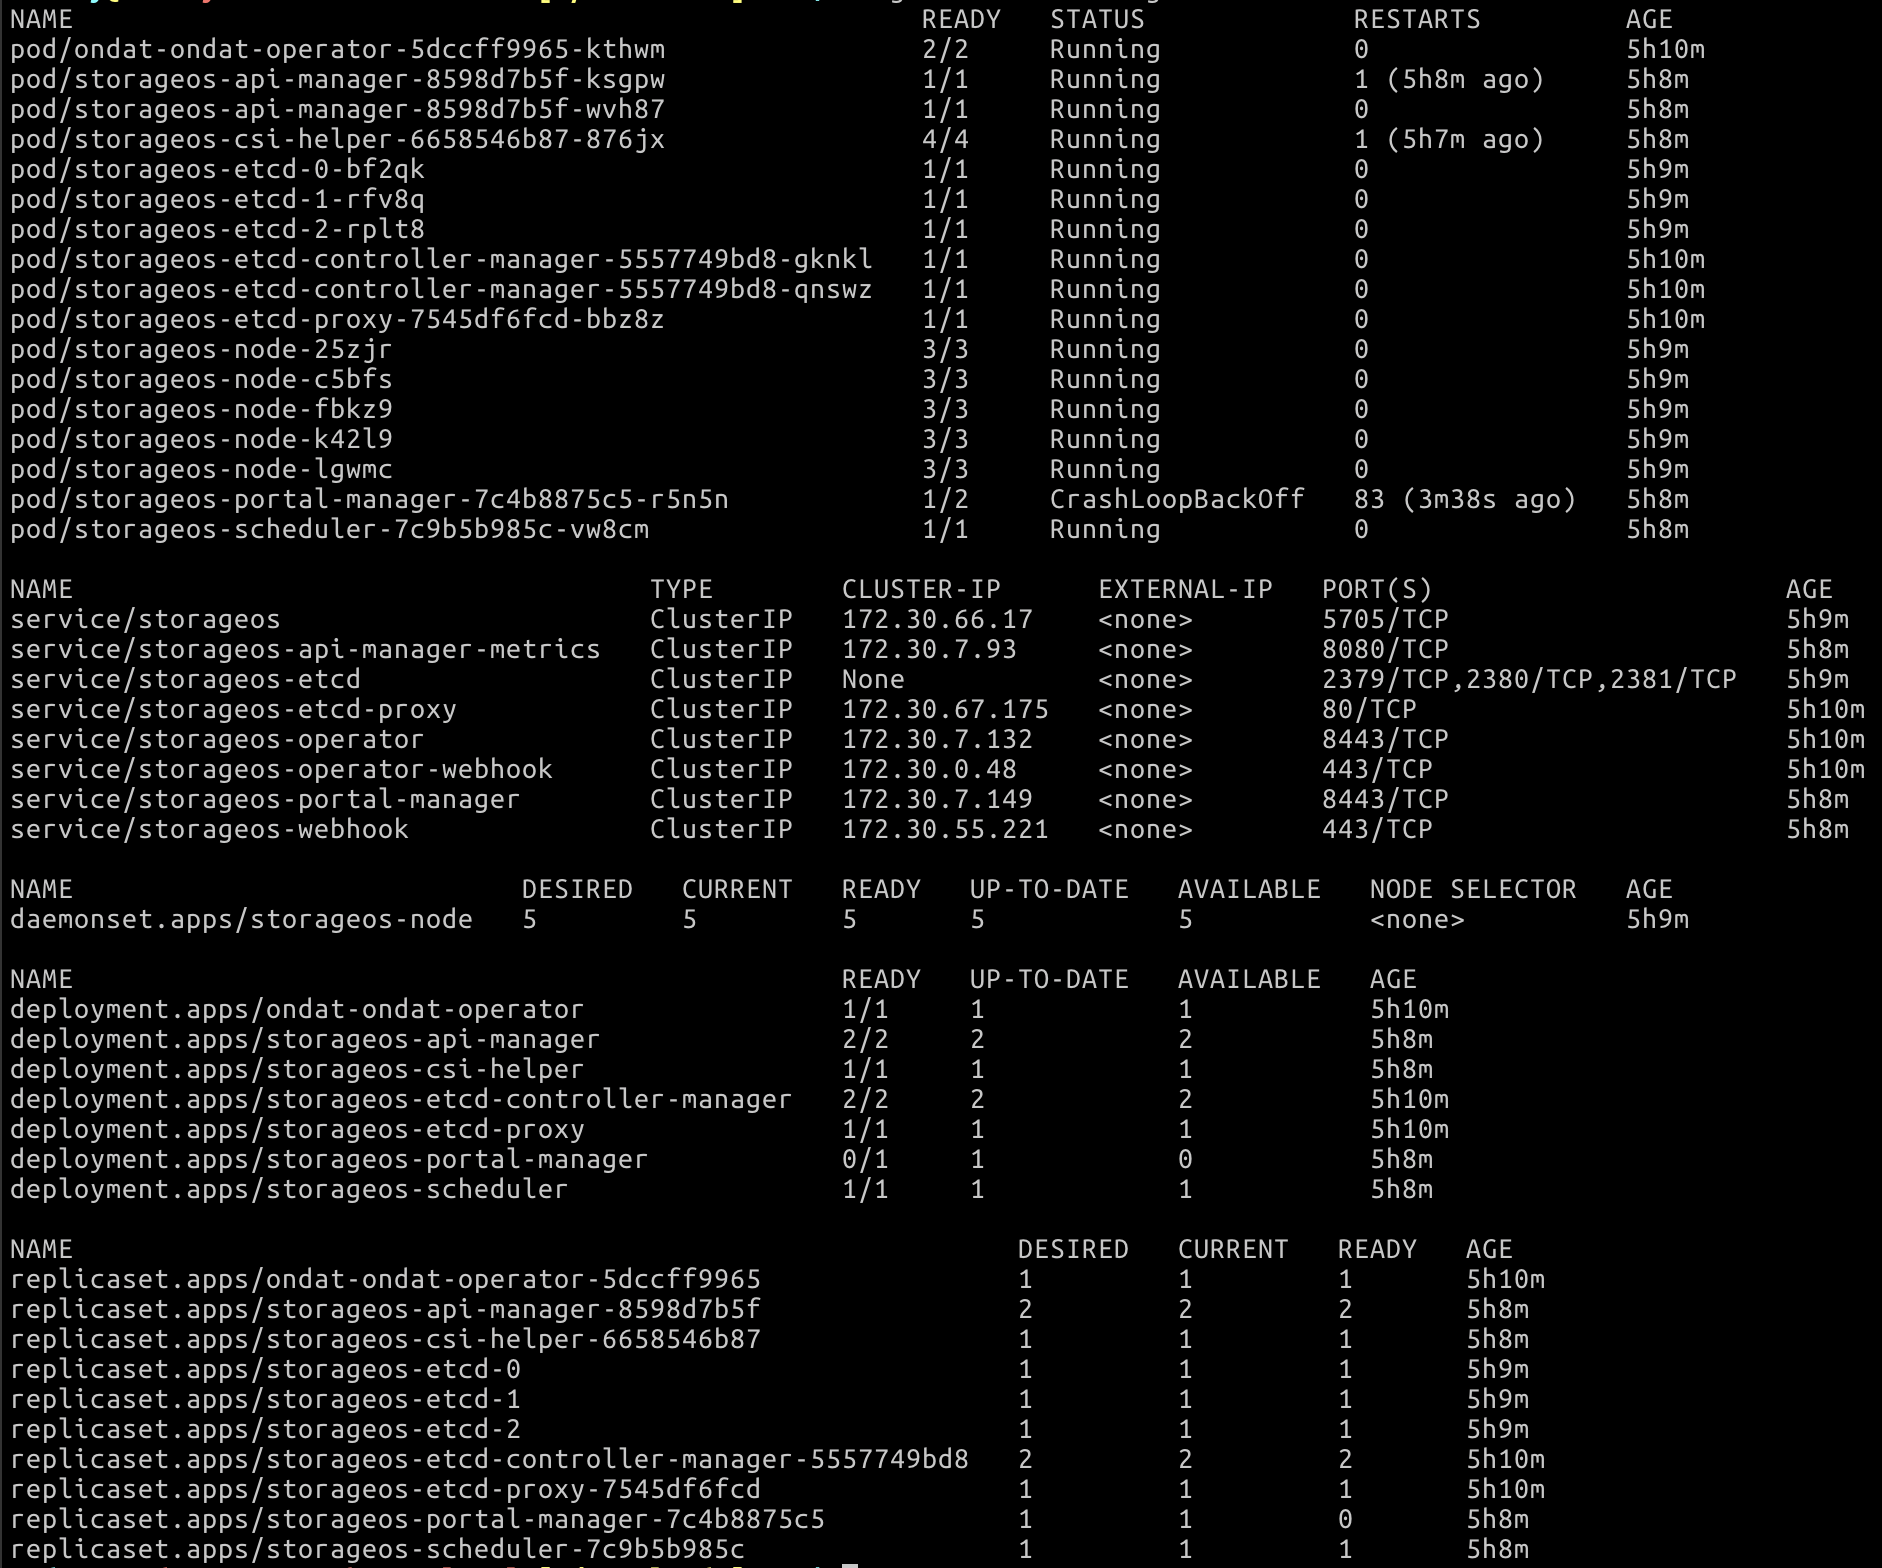 NAME READY STATUS RESTARTS AGE
pod/ondat-ondat-operator-5dccff9965-kthwm 2/2 Running 0 5h10m
pod/storageos-api-manager-8598d7b5f-ksgpw 1/1 Running 1 (5h8m ago) 5h8m
pod/storageos-api-manager-8598d7b5f-wvh87 1/1 Running 0 5h8m
pod/storageos-csi-helper-6658546b87-876jx 4/4 Running 1 (5h7m ago) 5h8m
pod/storageos-etcd-0-bf2qk 1/1 Running 0 5h9m
pod/storageos-etcd-1-rfv8q 1/1 Running 0 5h9m
pod/storageos-etcd-2-rplt8 1/1 Running 0 5h9m
pod/storageos-etcd-controller-manager-5557749bd8-gknkl 1/1 Running 0 5h10m
pod/storageos-etcd-controller-manager-5557749bd8-qnswz 1/1 Running 0 5h10m
pod/storageos-etcd-proxy-7545df6fcd-bbz8z 1/1 Running 0 5h10m
pod/storageos-node-25zjr 3/3 Running 0 5h9m
pod/storageos-node-c5bfs 3/3 Running 0 5h9m
pod/storageos-node-fbkz9 3/3 Running 0 5h9m
pod/storageos-node-k42l9 3/3 Running 0 5h9m
pod/storageos-node-lgwmc 3/3 Running 0 5h9m
pod/storageos-portal-manager-7c4b8875c5-r5n5n 1/2 CrashLoopBackOff 83 (3m38s ago) 5h8m
pod/storageos-scheduler-7c9b5b985c-vw8cm 1/1 Running 0 5h8m
NAME TYPE CLUSTER-IP EXTERNAL-IP PORT(S) AGE
service/storageos ClusterIP 172.30.66.17 <none> 5705/TCP 5h9m
service/storageos-api-manager-metrics ClusterIP 172.30.7.93 <none> 8080/TCP 5h8m
service/storageos-etcd ClusterIP None <none> 2379/TCP,2380/TCP,2381/TCP 5h9m
service/storageos-etcd-proxy ClusterIP 172.30.67.175 <none> 80/TCP 5h10m
service/storageos-operator ClusterIP 172.30.7.132 <none> 8443/TCP 5h10m
service/storageos-operator-webhook ClusterIP 172.30.0.48 <none> 443/TCP 5h10m
service/storageos-portal-manager ClusterIP 172.30.7.149 <none> 8443/TCP 5h8m
service/storageos-webhook ClusterIP 172.30.55.221 <none> 443/TCP 5h8m
NAME DESIRED CURRENT READY UP-TO-DATE AVAILABLE NODE SELECTOR AGE
daemonset.apps/storageos-node 5 5 5 5 5 <none> 5h9m
NAME READY UP-TO-DATE AVAILABLE AGE
deployment.apps/ondat-ondat-operator 1/1 1 1 5h10m
deployment.apps/storageos-api-manager 2/2 2 2 5h8m
deployment.apps/storageos-csi-helper 1/1 1 1 5h8m
deployment.apps/storageos-etcd-controller-manager 2/2 2 2 5h10m
deployment.apps/storageos-etcd-proxy 1/1 1 1 5h10m
deployment.apps/storageos-portal-manager 0/1 1 0 5h8m
deployment.apps/storageos-scheduler 1/1 1 1 5h8m
NAME DESIRED CURRENT READY AGE
replicaset.apps/ondat-ondat-operator-5dccff9965 1 1 1 5h10m
replicaset.apps/storageos-api-manager-8598d7b5f 2 2 2 5h8m
replicaset.apps/storageos-csi-helper-6658546b87 1 1 1 5h8m
replicaset.apps/storageos-etcd-0 1 1 1 5h9m
replicaset.apps/storageos-etcd-1 1 1 1 5h9m
replicaset.apps/storageos-etcd-2 1 1 1 5h9m
replicaset.apps/storageos-etcd-controller-manager-5557749bd8 2 2 2 5h10m
replicaset.apps/storageos-etcd-proxy-7545df6fcd 1 1 1 5h10m
replicaset.apps/storageos-portal-manager-7c4b8875c5 1 1 0 5h8m
replicaset.apps/storageos-scheduler-7c9b5b985c 1 1 1 5h8m